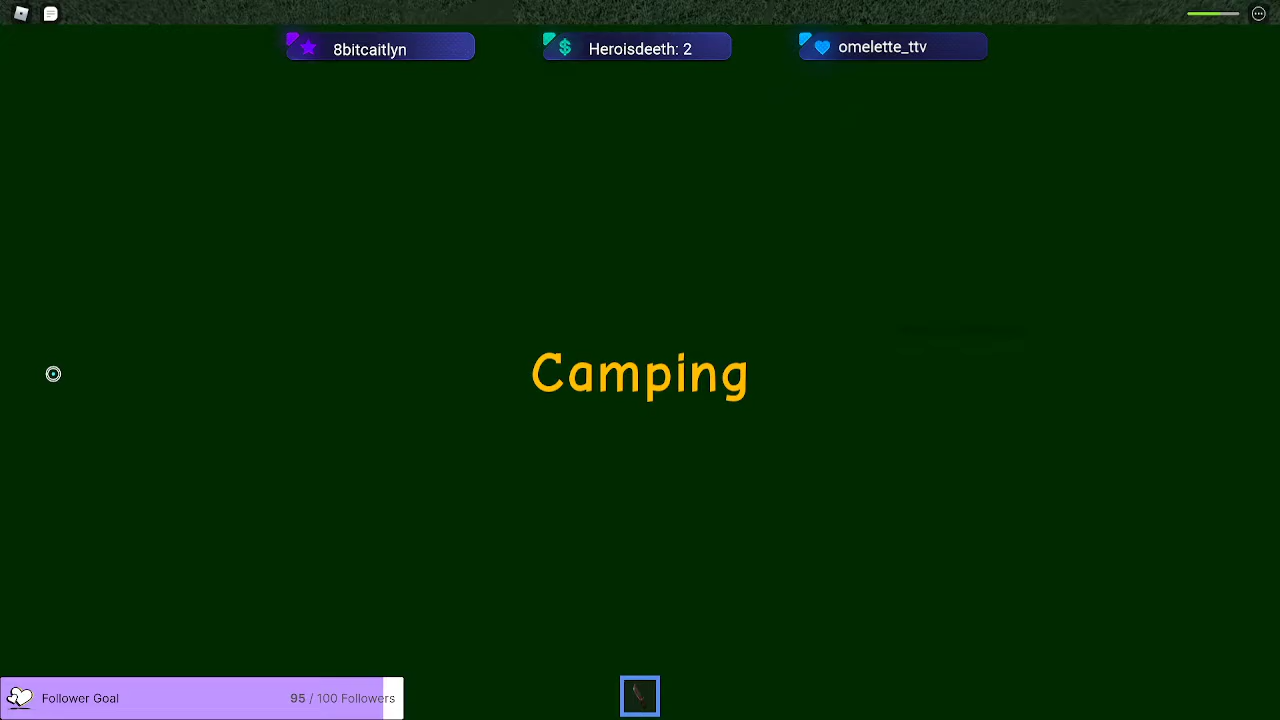 8bitcaitlyn
Heroisdeeth: 2
omelette_ttv
Camping
Follower Goal
95 / 100 Followers